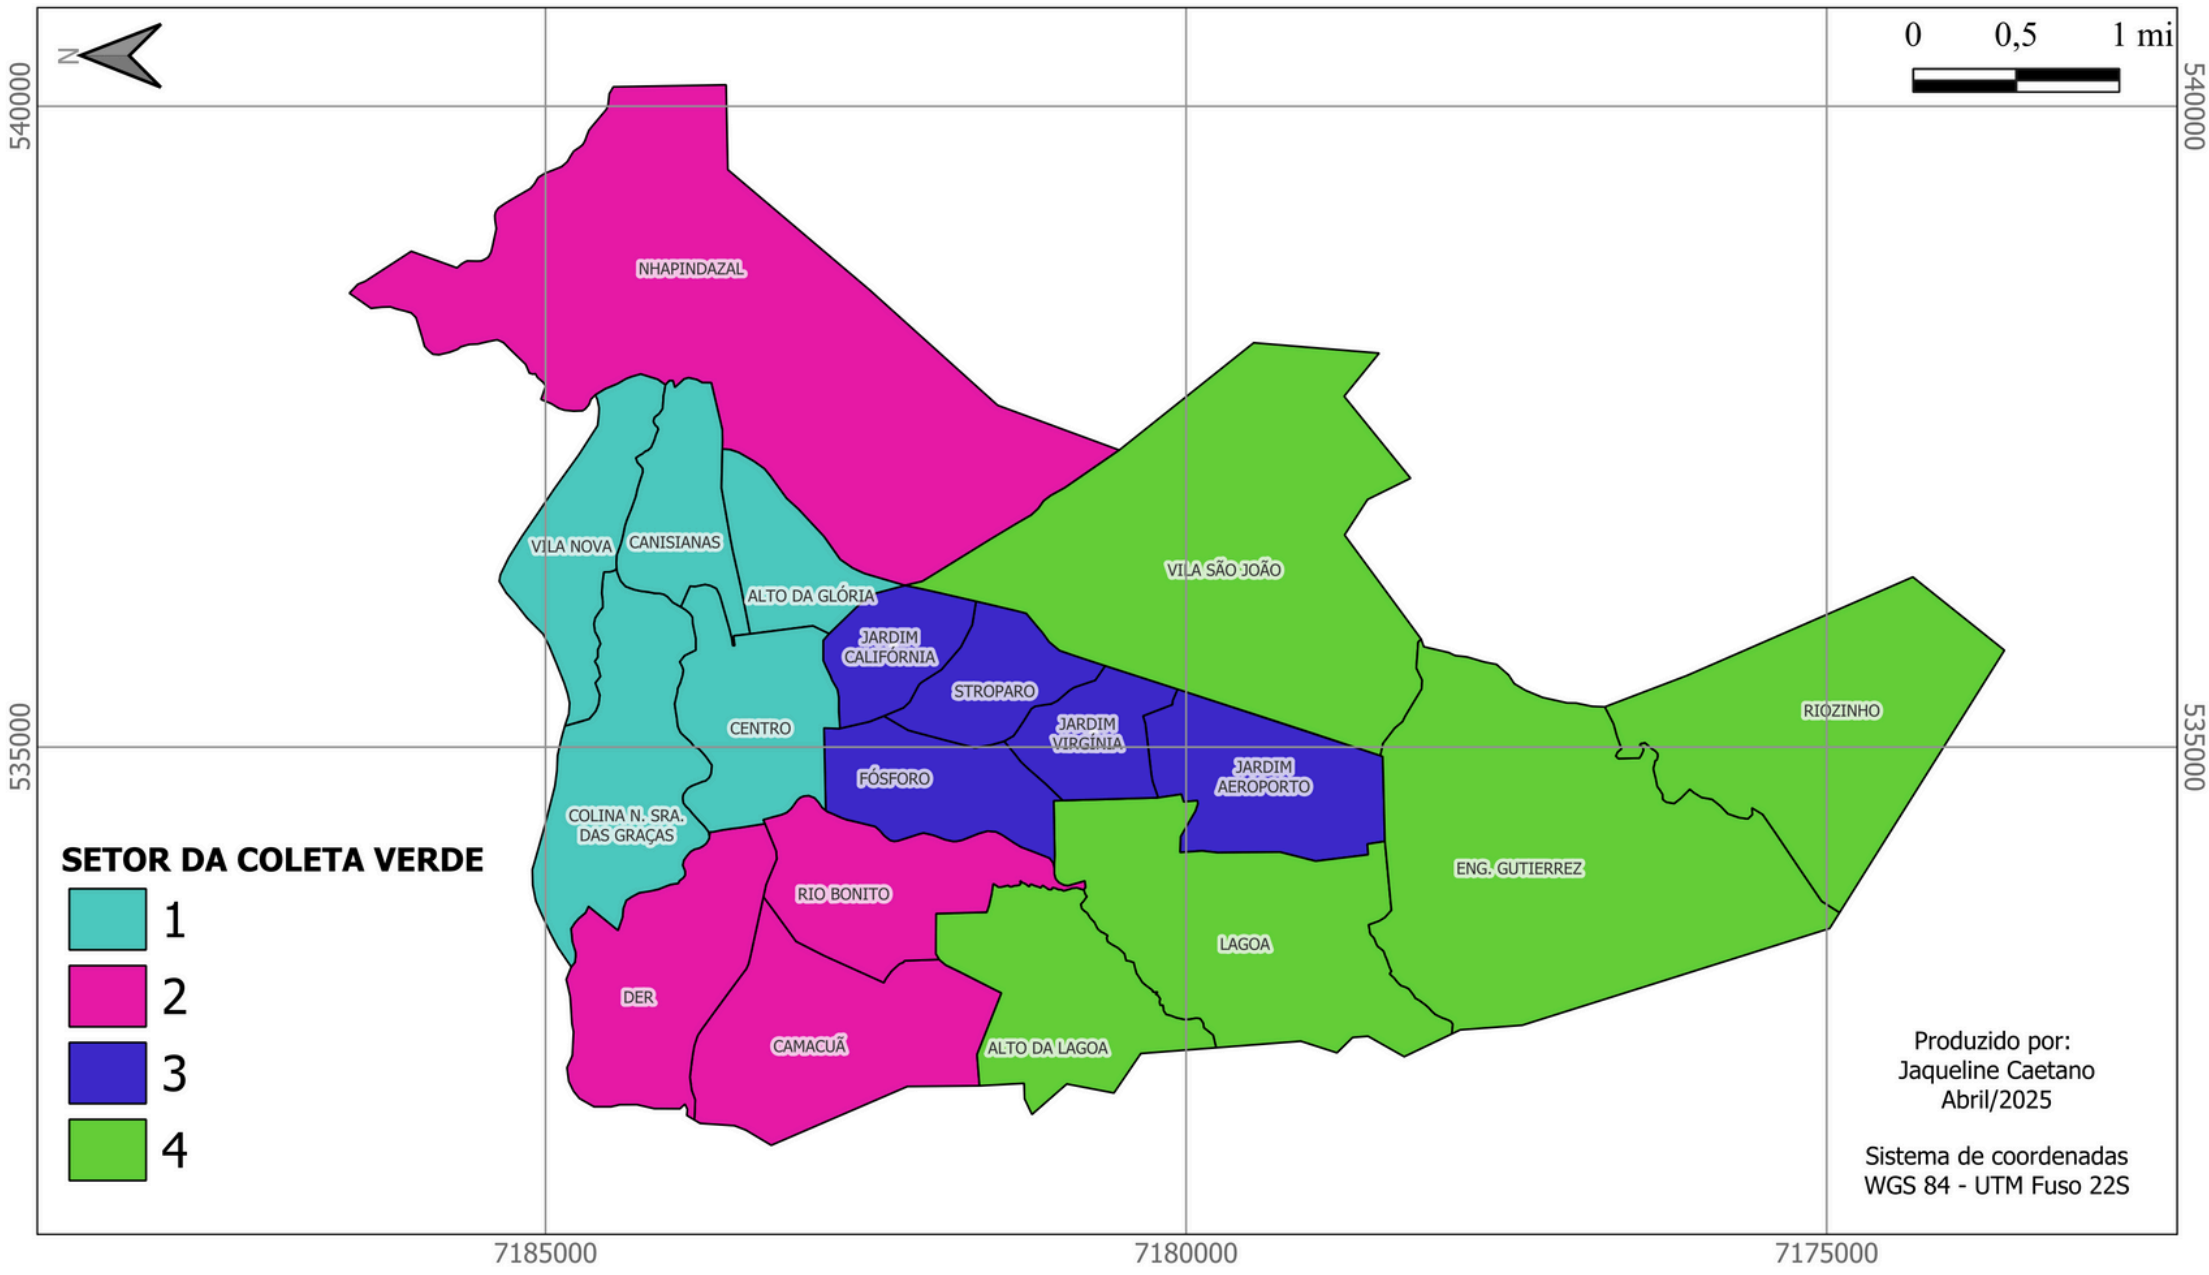 N
0 0,5 1 mi
540000
540000
NHAPINDAZAL
VILA NOVA
CANISIANAS
VILA SÃO JOÃO
ALTO DA GLÓRIA
JARDIM
CALIFÓRNIA
STROPARO
RIOZINHO
CENTRO
JARDIM
VIRGÍNIA
535000
535000
FÓSFORO
JARDIM
AEROPORTO
COLINA N. SRA.
DAS GRAÇAS
ENG. GUTIERREZ
RIO BONITO
LAGOA
DER
CAMACUÃ
ALTO DA LAGOA
SETOR DA COLETA VERDE
1
2
3
4
Produzido por:
Jaqueline Caetano
Abril/2025
Sistema de coordenadas
WGS 84 - UTM Fuso 22S
7185000
7180000
7175000